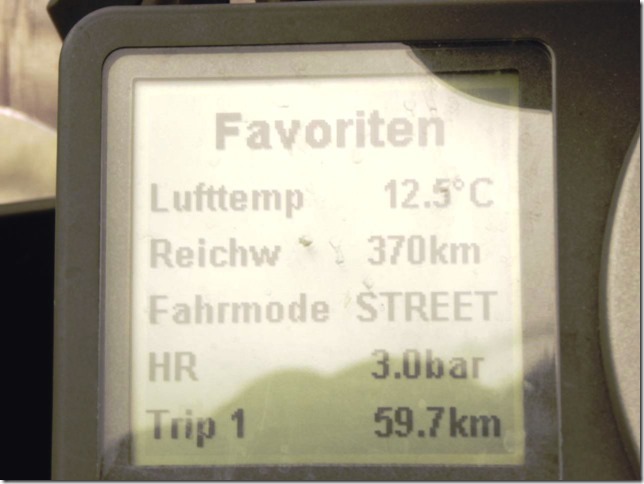 Favoriten
Lufttemp 12.5°C
Reichw 370km
Fahrmode STREET
HR 3.0bar
Trip 1 59.7km